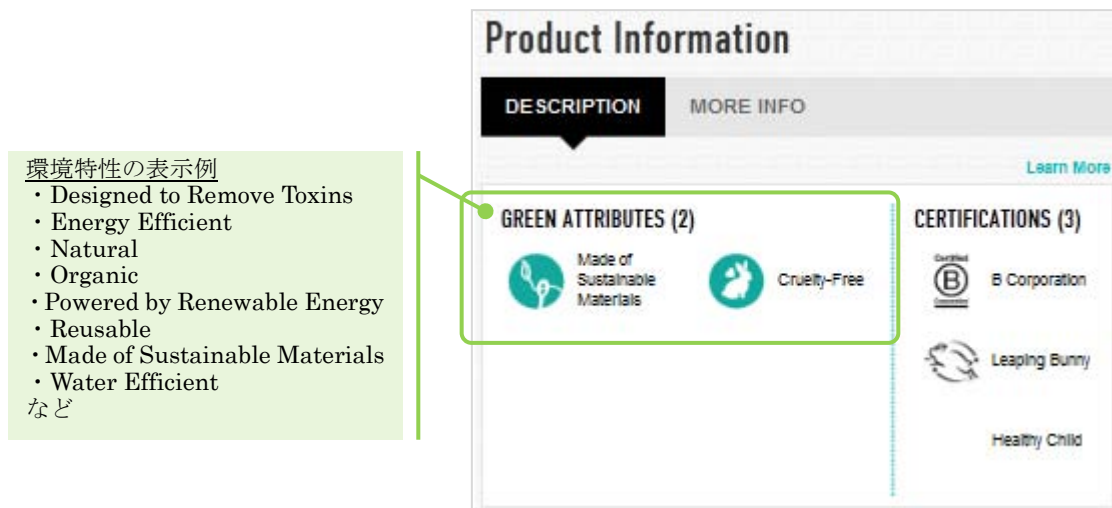 Product Information
DESCRIPTION
MORE INFO
Learn More
環境特性の表示例
・Designed to Remove Toxins
・Energy Efficient
・Natural
・Organic
・Powered by Renewable Energy
・Reusable
・Made of Sustainable Materials
・Water Efficient
など
GREEN ATTRIBUTES (2)
Made of
Sustainable
Materials
Cruelty-Free
CERTIFICATIONS (3)
Certified
B
Corporation
B Corporation
Leaping Bunny
Healthy Child